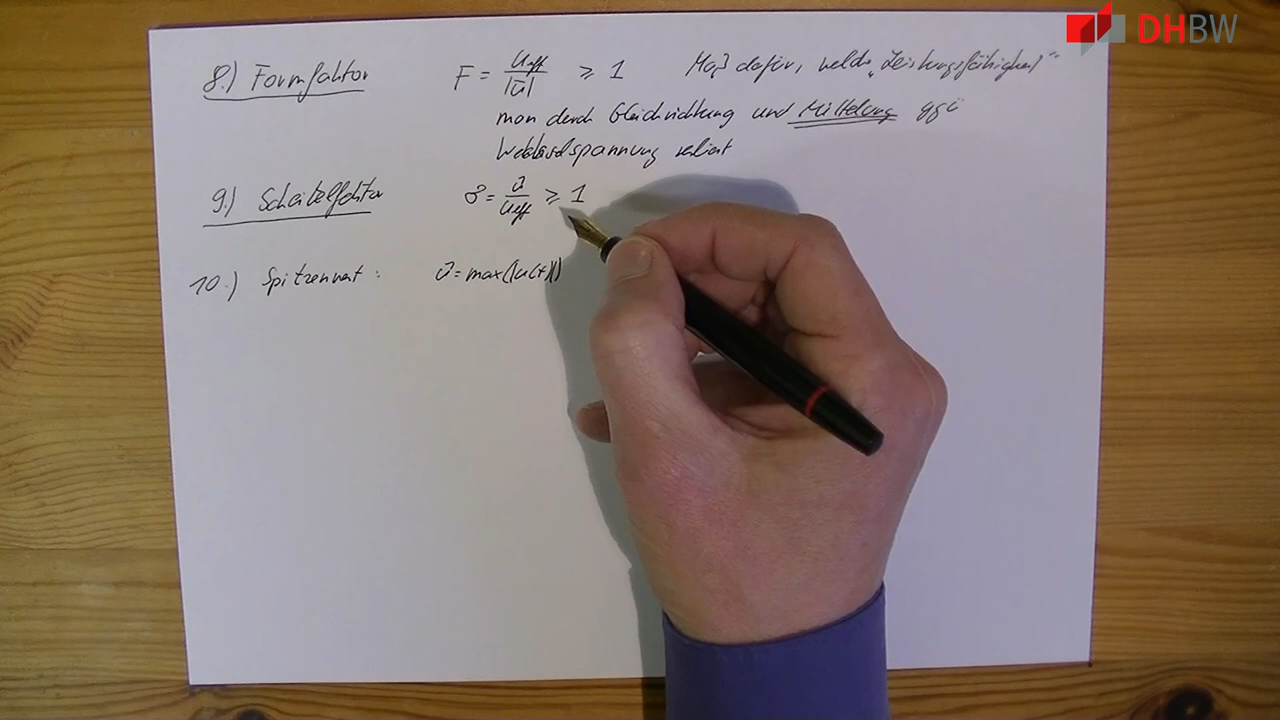 DHBW
8.) Formfaktor F = Ueff / |u̅| ≥ 1 Maß dafür, welche „Leistungsfähigkeit“
man durch Gleichrichtung und Mittelung ggü
Wechselspannung verliert
9.) Scheitelfaktor σ = û / Ueff ≥ 1
10.) Spitzenwert : û = max(|u(t)|)